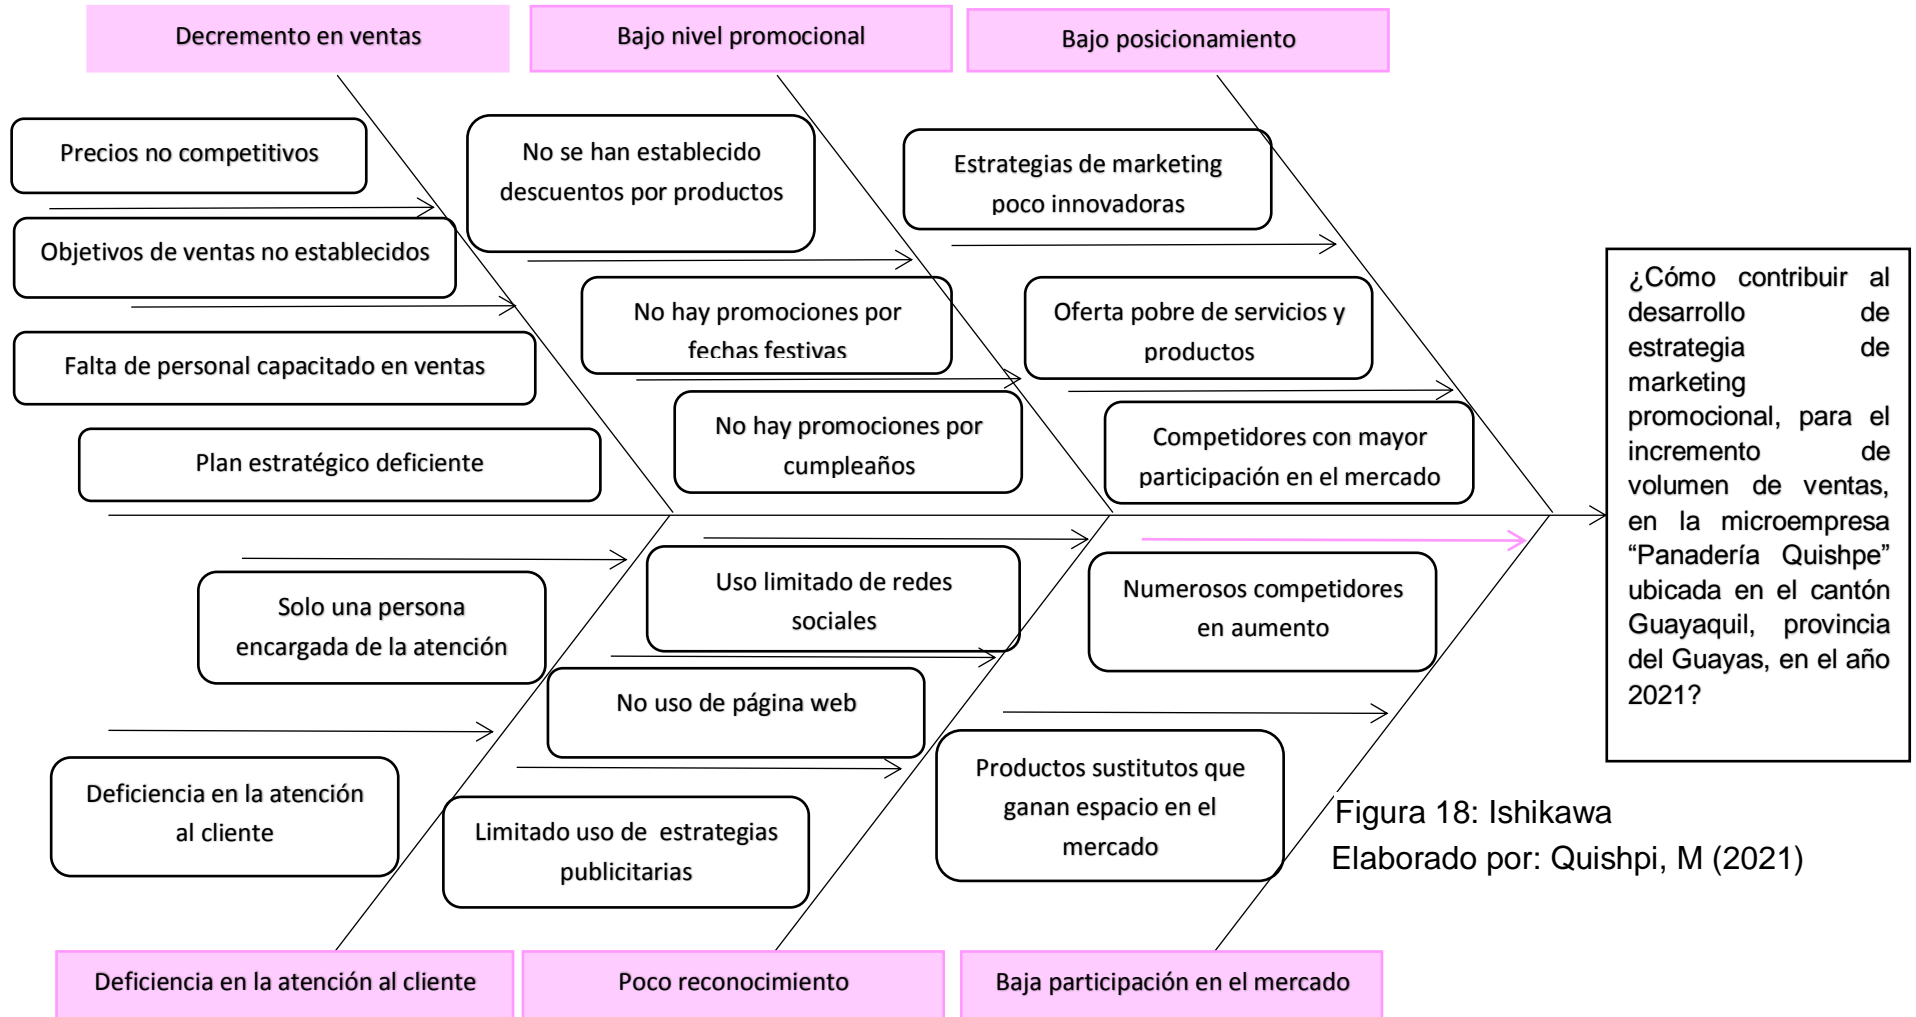 Decremento en ventas
Bajo nivel promocional
Bajo posicionamiento
Precios no competitivos
Objetivos de ventas no establecidos
Falta de personal capacitado en ventas
Plan estratégico deficiente
No se han establecido
descuentos por productos
No hay promociones por
fechas festivas
No hay promociones por
cumpleaños
Estrategias de marketing
poco innovadoras
Oferta pobre de servicios y
productos
Competidores con mayor
participación en el mercado
¿Cómo contribuir al
desarrollo de
estrategia de
marketing
promocional, para el
incremento de
volumen de ventas,
en la microempresa
“Panadería Quishpe”
ubicada en el cantón
Guayaquil, provincia
del Guayas, en el año
2021?
Solo una persona
encargada de la atención
Deficiencia en la atención
al cliente
Uso limitado de redes
sociales
No uso de página web
Limitado uso de estrategias
publicitarias
Numerosos competidores
en aumento
Productos sustitutos que
ganan espacio en el
mercado
Figura 18: Ishikawa
Elaborado por: Quishpi, M (2021)
Deficiencia en la atención al cliente
Poco reconocimiento
Baja participación en el mercado